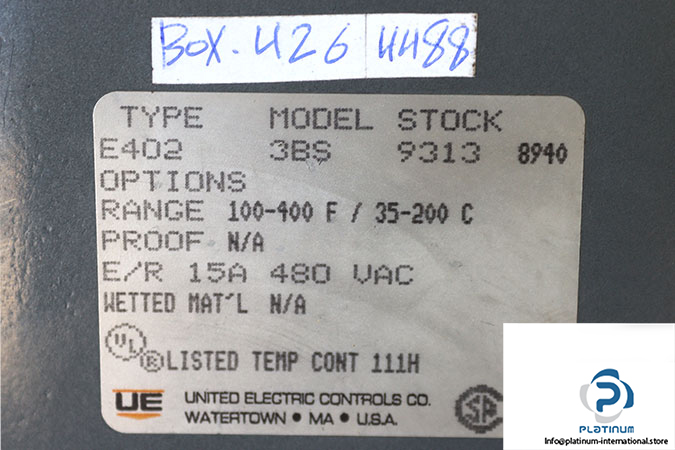 BOX.426 4488
TYPE MODEL STOCK
E402 3BS 9313 8940
OPTIONS
RANGE 100-400 F / 35-200 C
PROOF N/A
E/R 15A 480 VAC
WETTED MAT'L N/A
UL ® LISTED TEMP CONT 111H
UE UNITED ELECTRIC CONTROLS CO.
WATERTOWN • MA • U.S.A.
SA
PLATINUM
Info@platinum-international.store